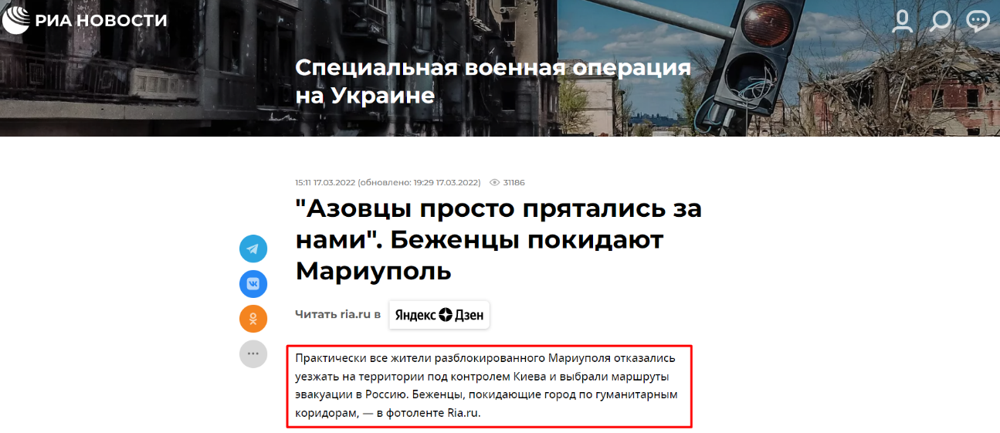 РИА НОВОСТИ
Специальная военная операция
на Украине
15:11 17.03.2022 (обновлено: 19:29 17.03.2022) 31186
"Азовцы просто прятались за
нами". Беженцы покидают
Мариуполь
Читать ria.ru в Яндекс Дзен
Практически все жители разблокированного Мариуполя отказались
уезжать на территории под контролем Киева и выбрали маршруты
эвакуации в Россию. Беженцы, покидающие город по гуманитарным
коридорам, — в фотоленте Ria.ru.